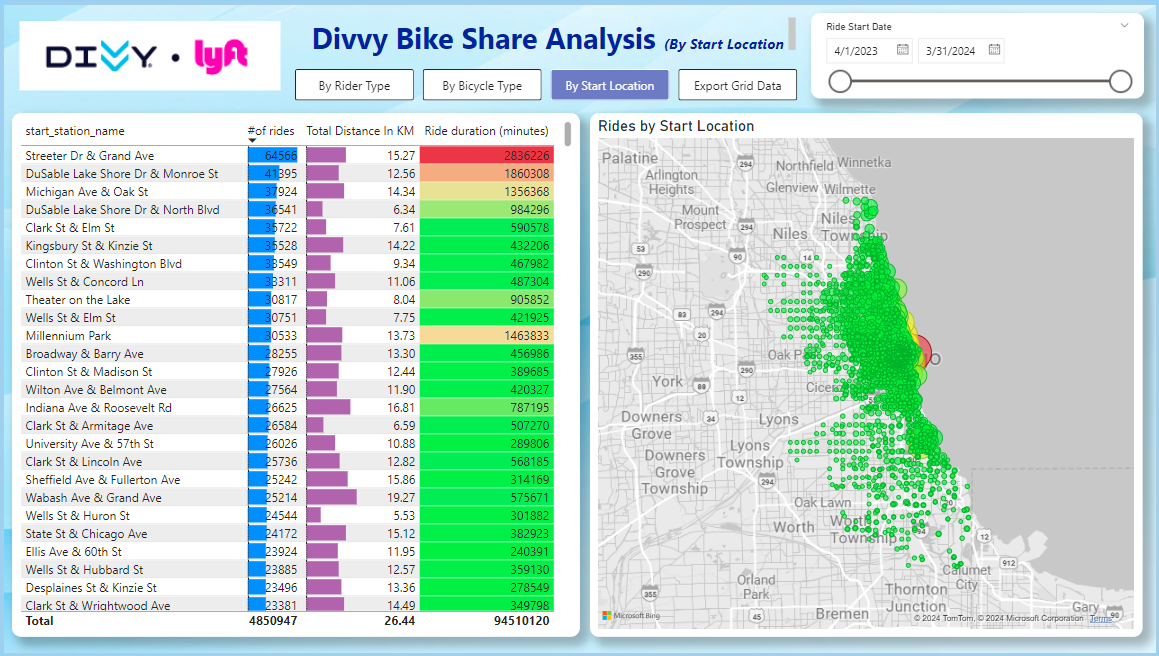 DIVVY • lyft
Divvy Bike Share Analysis (By Start Location
By Rider Type
By Bicycle Type
By Start Location
Export Grid Data
Ride Start Date
4/1/2023
3/31/2024
start_station_name #of rides Total Distance In KM Ride duration (minutes)
Streeter Dr & Grand Ave 64566 15.27 2836226
DuSable Lake Shore Dr & Monroe St 41395 12.56 1860308
Michigan Ave & Oak St 37924 14.34 1356368
DuSable Lake Shore Dr & North Blvd 36541 6.34 984296
Clark St & Elm St 35722 7.61 590578
Kingsbury St & Kinzie St 35528 14.22 432206
Clinton St & Washington Blvd 33549 9.34 467982
Wells St & Concord Ln 33311 11.06 487304
Theater on the Lake 30817 8.04 905852
Wells St & Elm St 30751 7.75 421925
Millennium Park 30533 13.73 1463833
Broadway & Barry Ave 28255 13.30 456986
Clinton St & Madison St 27926 12.44 389685
Wilton Ave & Belmont Ave 27564 11.90 420327
Indiana Ave & Roosevelt Rd 26625 16.81 787195
Clark St & Armitage Ave 26584 6.59 507270
University Ave & 57th St 26026 10.88 289806
Clark St & Lincoln Ave 25736 12.82 568185
Sheffield Ave & Fullerton Ave 25242 15.86 314169
Wabash Ave & Grand Ave 25214 19.27 575671
Wells St & Huron St 24544 5.53 301882
State St & Chicago Ave 24172 15.12 382923
Ellis Ave & 60th St 23924 11.95 240391
Wells St & Hubbard St 23885 12.57 359130
Desplaines St & Kinzie St 23496 13.36 278549
Clark St & Wrightwood Ave 23381 14.49 349798
Total 4850947 26.44 94510120
Rides by Start Location
Palatine
294
Northfield
Winnetka
Arlington
Heights
Glenview
Wilmette
Mount
Prospect
294
Niles
Niles
Township
53
90
14
290
83
294
20
355
Oak P
O
290
York
88
Cicer
12
Downers
Grove
34
Lyons
Lyons
Township
Downers
Grove
Township
294
Oak Lawn
Worth
Worth
Township
94
12
912
355
Orland
Park
Calumet
City
Thornton
Junction
45
Bremen
Gary
90
Microsoft Bing
© 2024 TomTom, © 2024 Microsoft Corporation Terms